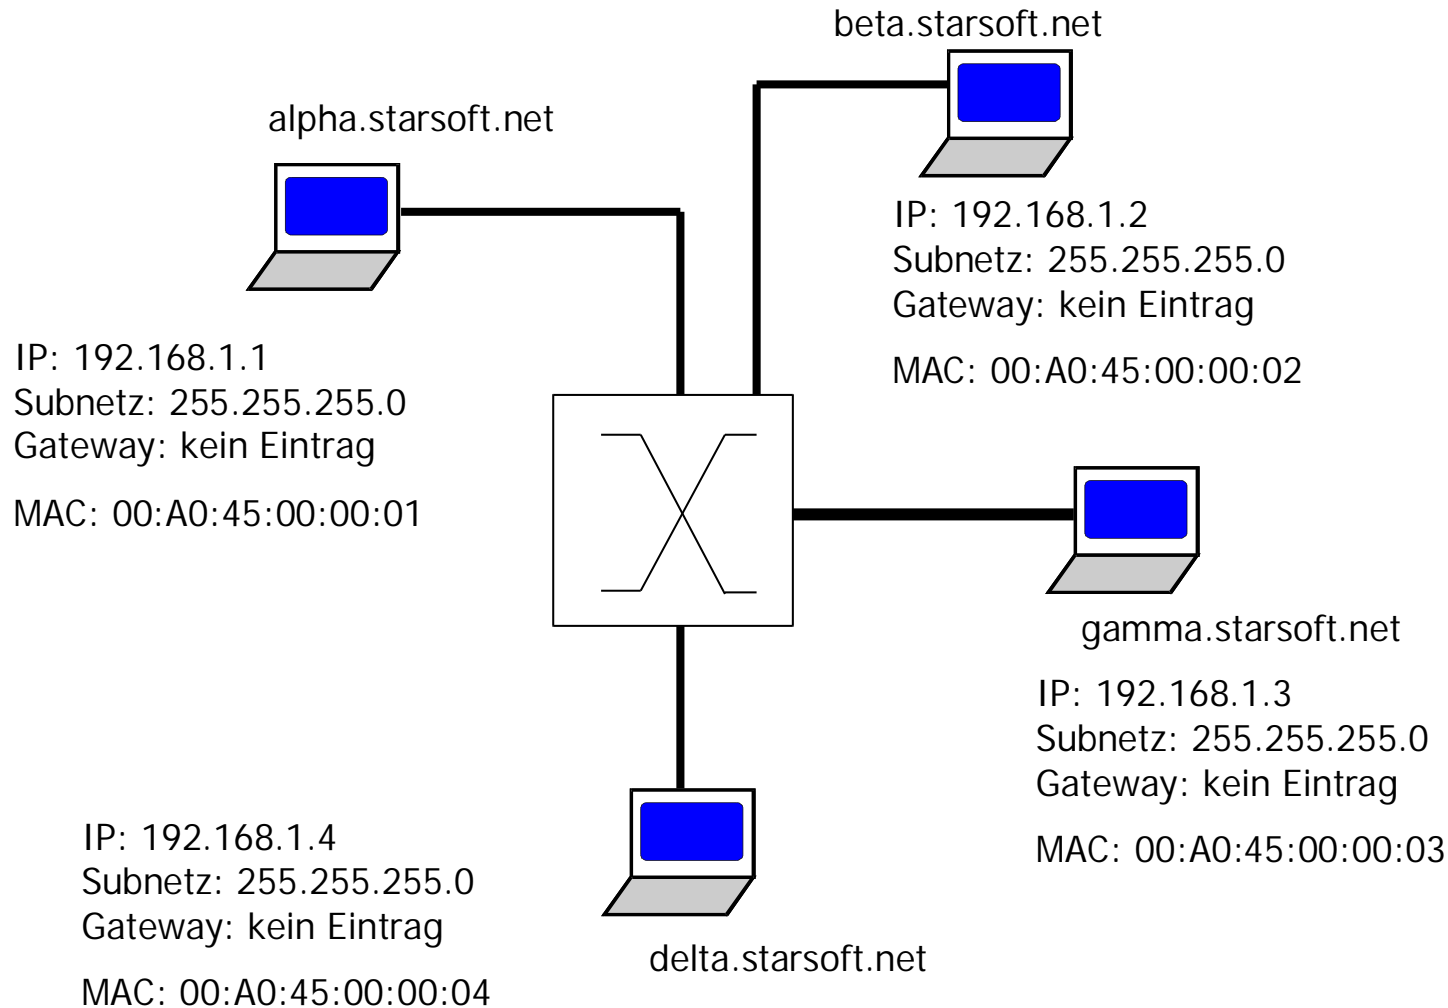 beta.starsoft.net
alpha.starsoft.net
IP: 192.168.1.2
Subnetz: 255.255.255.0
Gateway: kein Eintrag
MAC: 00:A0:45:00:00:02
IP: 192.168.1.1
Subnetz: 255.255.255.0
Gateway: kein Eintrag
MAC: 00:A0:45:00:00:01
gamma.starsoft.net
IP: 192.168.1.3
Subnetz: 255.255.255.0
Gateway: kein Eintrag
MAC: 00:A0:45:00:00:03
IP: 192.168.1.4
Subnetz: 255.255.255.0
Gateway: kein Eintrag
MAC: 00:A0:45:00:00:04
delta.starsoft.net